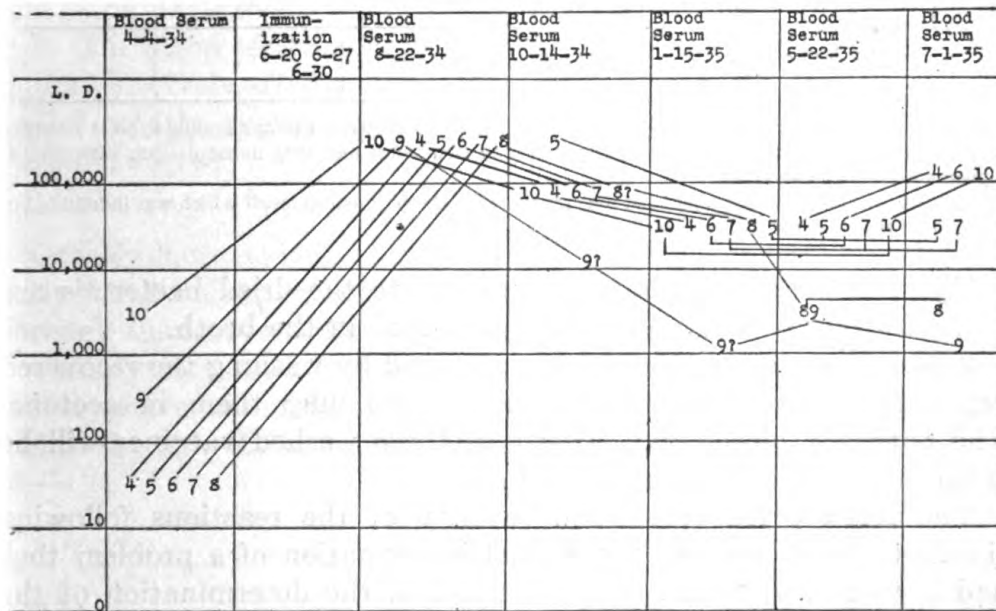 Blood Serum 4-4-34
Immun-ization 6-20 6-27 6-30
Blood Serum 8-22-34
Blood Serum 10-14-34
Blood Serum 1-15-35
Blood Serum 5-22-35
Blood Serum 7-1-35
L. D.
10 9 4 5 6 7 8 5
100,000 4 6 10
10 4 6 7 8?
10 4 6 7 8 5 4 5 6 7 10 5 7
10,000 9?
10 89 8
1,000 9? 9
9
100
4 5 6 7 8
10
0